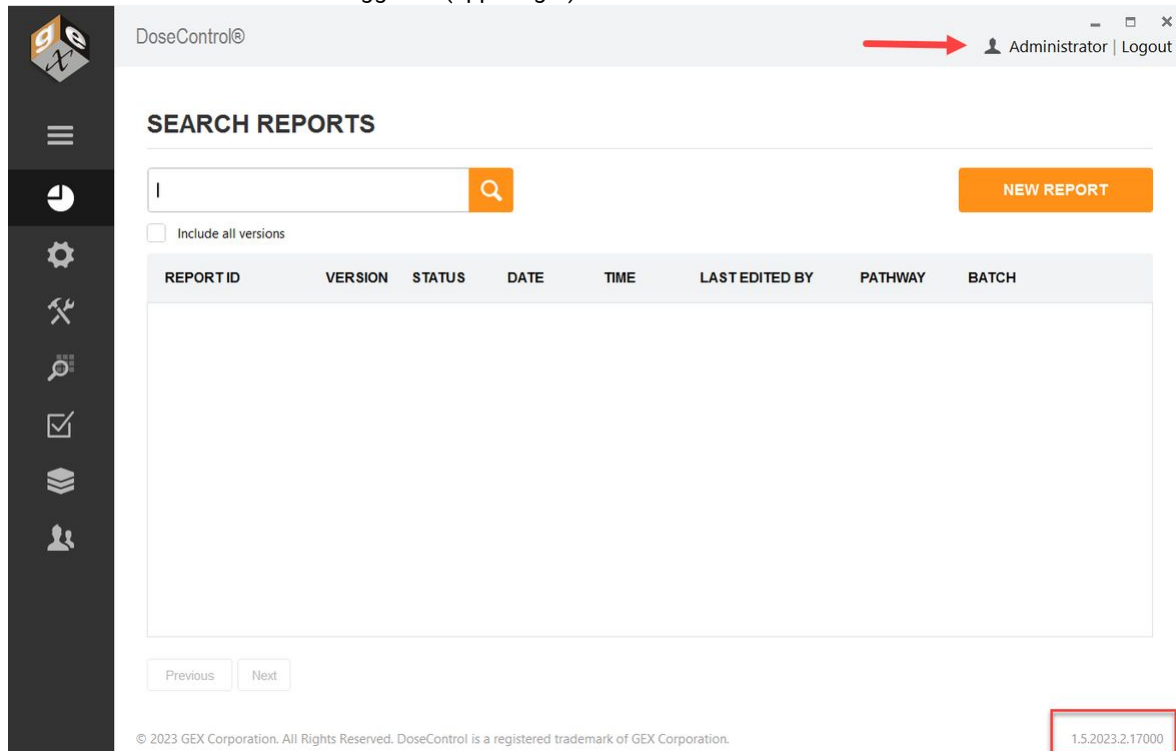 DoseControl®
Administrator | Logout
SEARCH REPORTS
NEW REPORT
Include all versions
REPORT ID VERSION STATUS DATE TIME LAST EDITED BY PATHWAY BATCH
Previous Next
© 2023 GEX Corporation. All Rights Reserved. DoseControl is a registered trademark of GEX Corporation.
1.5.2023.2.17000
gex